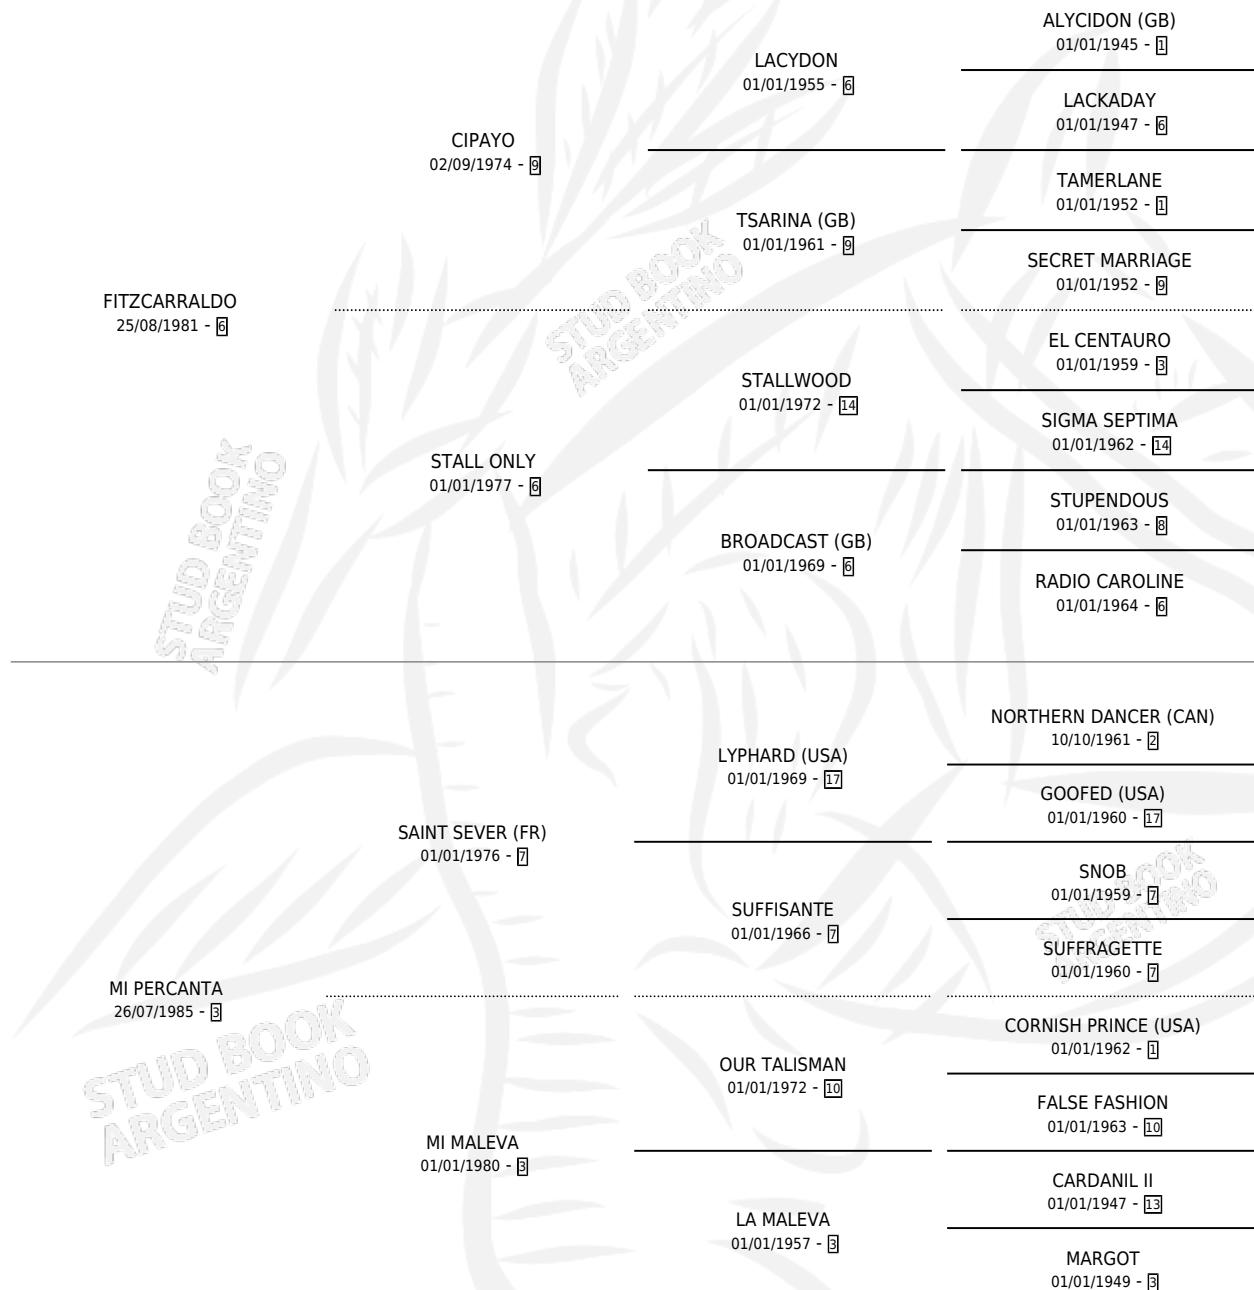 ALYCIDON (GB)
01/01/1945 - 1
LACYDON
01/01/1955 - 6
LACKADAY
01/01/1947 - 6
CIPAYO
02/09/1974 - 9
TAMERLANE
01/01/1952 - 1
TSARINA (GB)
01/01/1961 - 9
SECRET MARRIAGE
01/01/1952 - 9
FITZCARRALDO
25/08/1981 - 6
EL CENTAURO
01/01/1959 - 3
STALLWOOD
01/01/1972 - 14
SIGMA SEPTIMA
01/01/1962 - 14
STALL ONLY
01/01/1977 - 6
STUPENDOUS
01/01/1963 - 8
BROADCAST (GB)
01/01/1969 - 6
RADIO CAROLINE
01/01/1964 - 6
NORTHERN DANCER (CAN)
10/10/1961 - 2
LYPHARD (USA)
01/01/1969 - 17
GOOFED (USA)
01/01/1960 - 17
SAINT SEVER (FR)
01/01/1976 - 7
SNOB
01/01/1959 - 7
SUFFISANTE
01/01/1966 - 7
SUFFRAGETTE
01/01/1960 - 7
MI PERCANTA
26/07/1985 - 3
CORNISH PRINCE (USA)
01/01/1962 - 1
OUR TALISMAN
01/01/1972 - 10
FALSE FASHION
01/01/1963 - 10
MI MALEVA
01/01/1980 - 3
CARDANIL II
01/01/1947 - 13
LA MALEVA
01/01/1957 - 3
MARGOT
01/01/1949 - 3
STUD BOOK
ARGENTINO
STUD BOOK
ARGENTINO
STUD BOOK
ARGENTINO
STUD BOOK
ARGENTINO